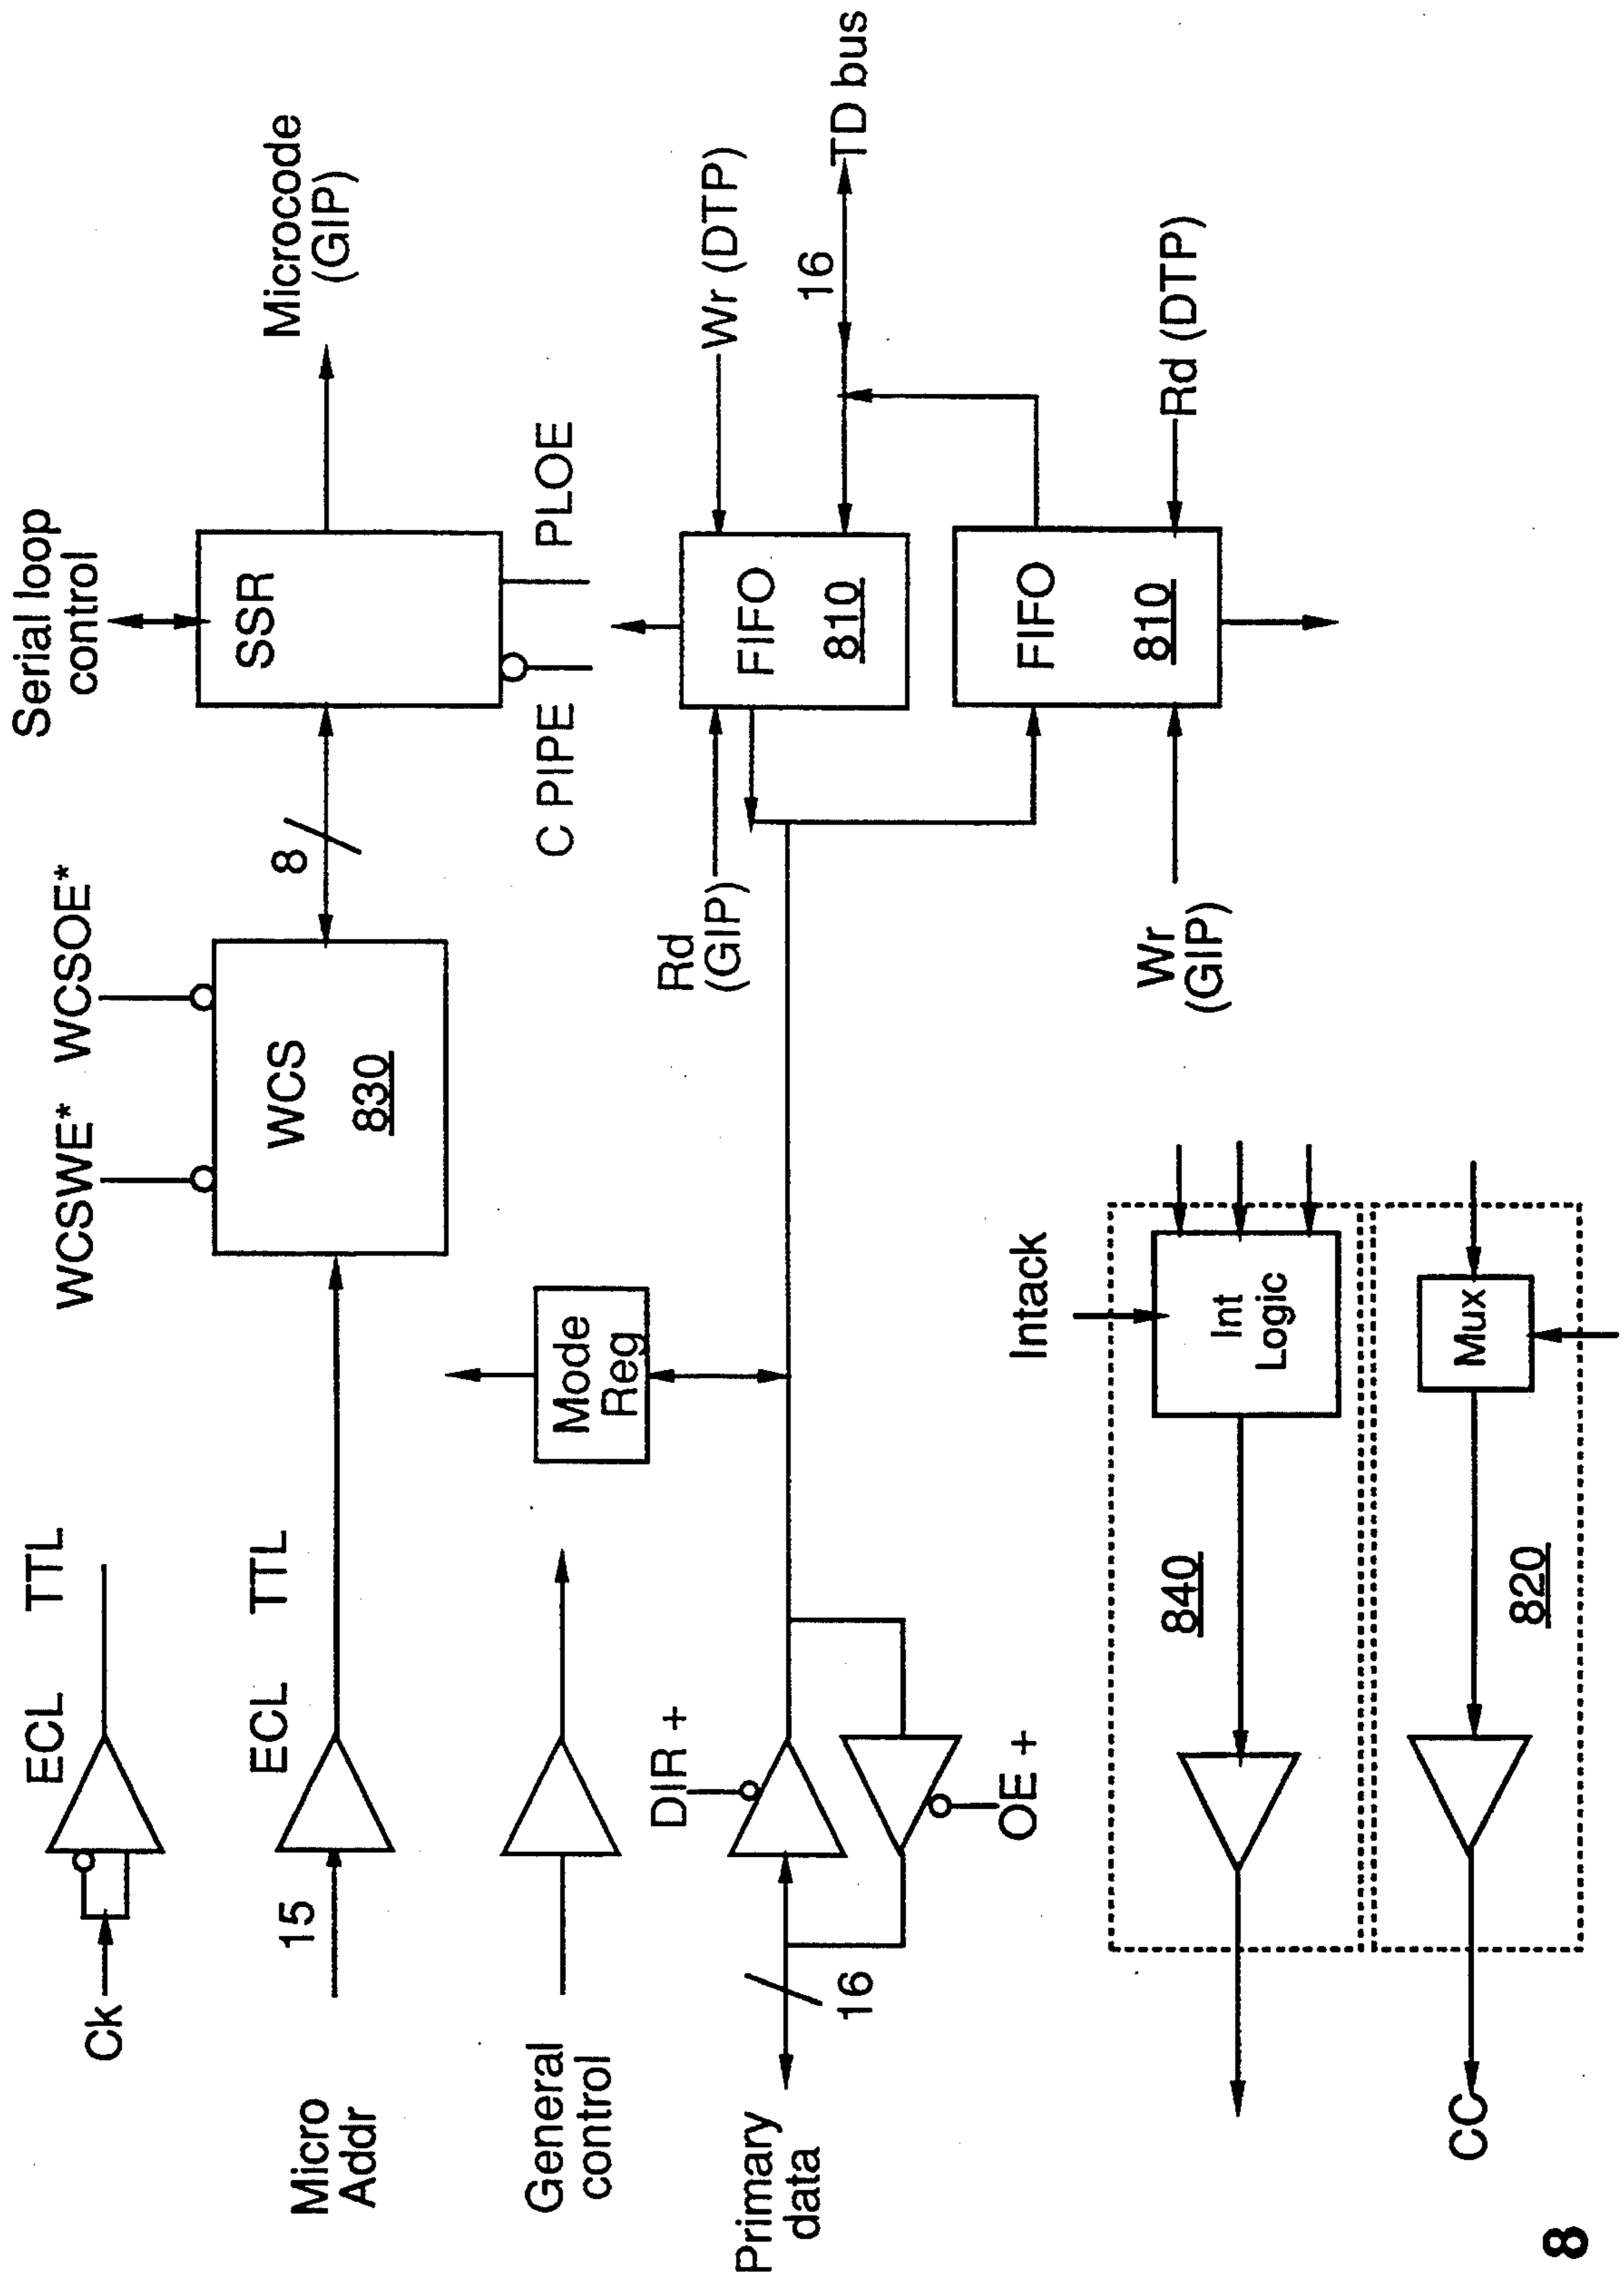 Ck
ECL TTL
Micro
Addr
15
ECL TTL
WCSWE* WCSOE*
WCS
830
8
Serial loop
control
SSR
Microcode
(GIP)
C PIPE
PLOE
General
control
Mode
Reg
Primary
data
16
DIR +
OE +
Rd
(GIP)
FIFO
810
Wr (DTP)
16
TD bus
FIFO
810
Wr
(GIP)
Rd (DTP)
Intack
Int
Logic
840
Mux
820
CC
8